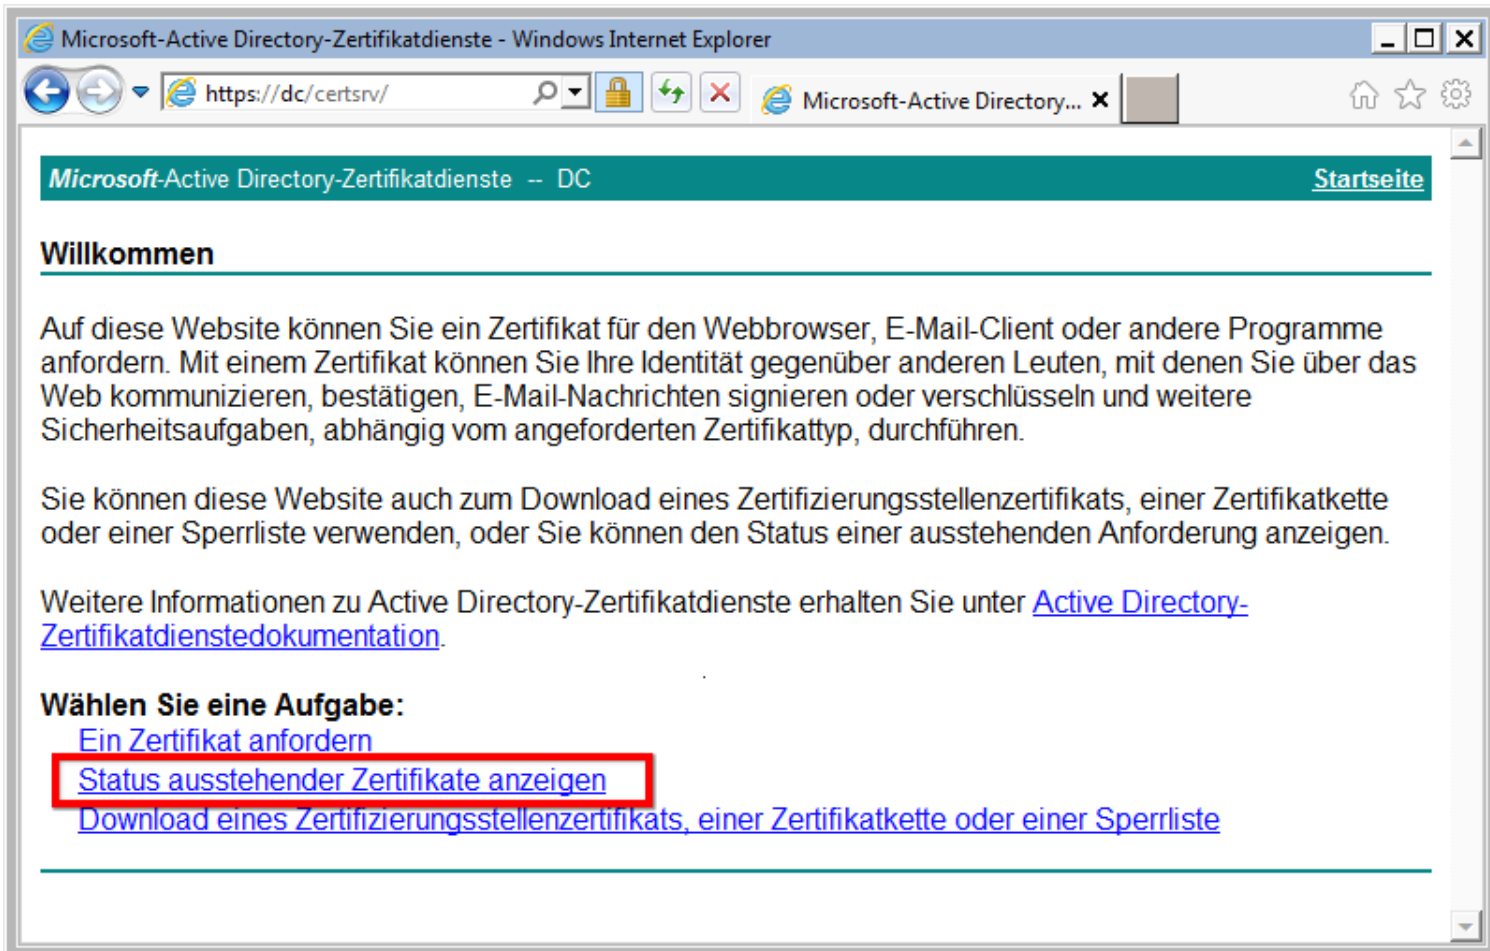 Microsoft-Active Directory-Zertifikatdienste - Windows Internet Explorer
https://dc/certsrv/
Microsoft-Active Directory...
Microsoft-Active Directory-Zertifikatdienste -- DC
Startseite
Willkommen
Auf diese Website können Sie ein Zertifikat für den Webbrowser, E-Mail-Client oder andere Programme
anfordern. Mit einem Zertifikat können Sie Ihre Identität gegenüber anderen Leuten, mit denen Sie über das
Web kommunizieren, bestätigen, E-Mail-Nachrichten signieren oder verschlüsseln und weitere
Sicherheitsaufgaben, abhängig vom angeforderten Zertifikattyp, durchführen.
Sie können diese Website auch zum Download eines Zertifizierungsstellenzertifikats, einer Zertifikatkette
oder einer Sperrliste verwenden, oder Sie können den Status einer ausstehenden Anforderung anzeigen.
Weitere Informationen zu Active Directory-Zertifikatdienste erhalten Sie unter Active Directory-
Zertifikatdienstedokumentation.
Wählen Sie eine Aufgabe:
Ein Zertifikat anfordern
Status ausstehender Zertifikate anzeigen
Download eines Zertifizierungsstellenzertifikats, einer Zertifikatkette oder einer Sperrliste